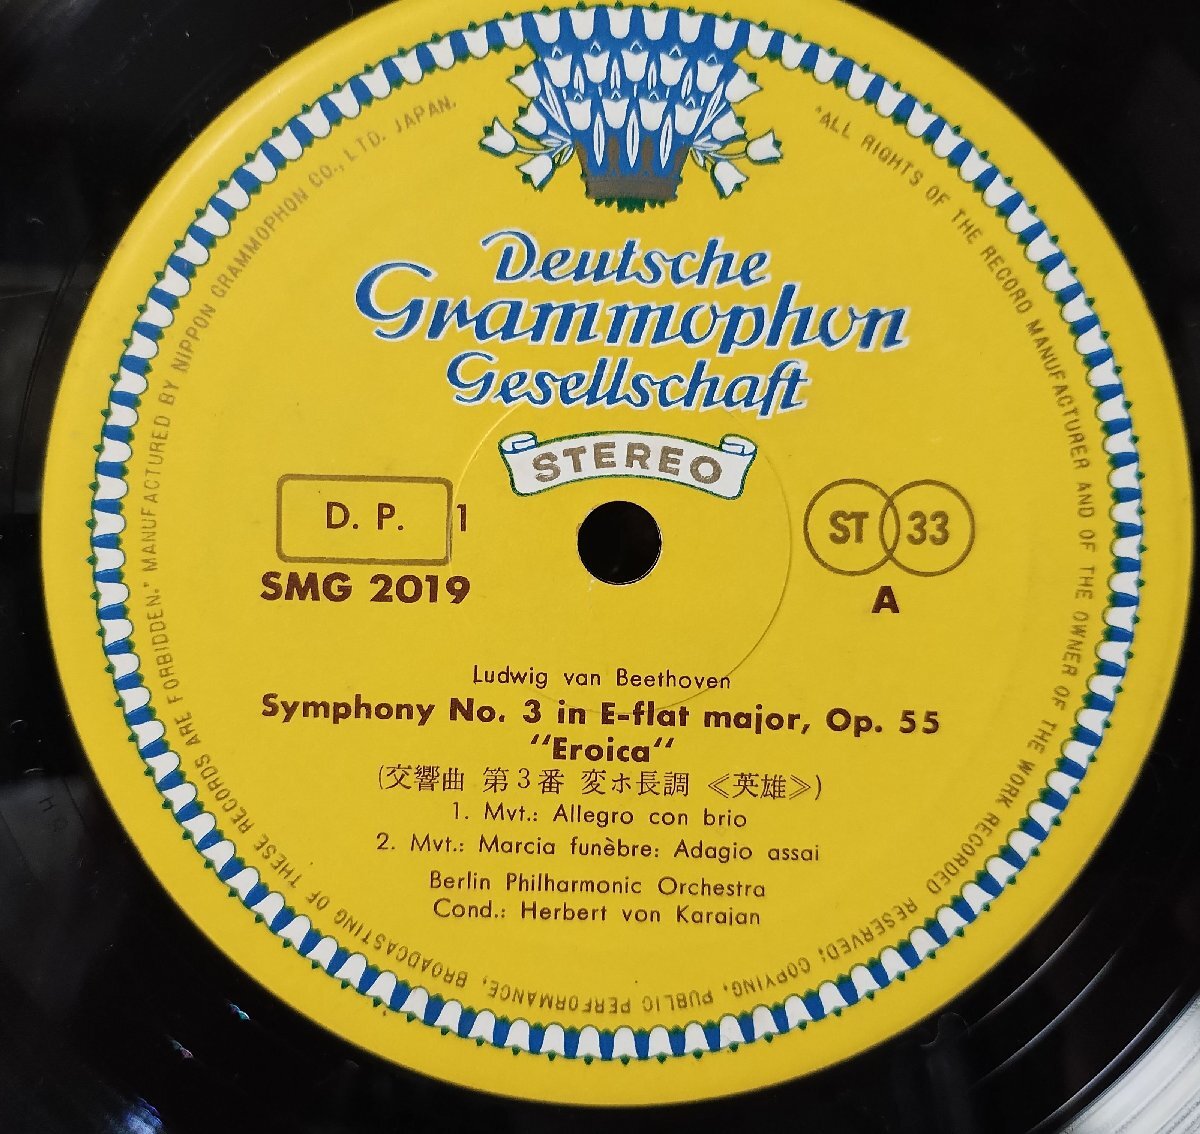 Deutsche
Grammophon
Gesellschaft
STEREO
D. P. 1
SMG 2019
ST 33
A
Ludwig van Beethoven
Symphony No. 3 in E-flat major, Op. 55
“Eroica“
(交響曲 第3番 変ホ長調 ≪英雄≫)
1. Mvt.: Allegro con brio
2. Mvt.: Marcia funèbre: Adagio assai
Berlin Philharmonic Orchestra
Cond.: Herbert von Karajan
"ALL RIGHTS OF THE RECORD MANUFACTURER AND OF THE OWNER OF THE WORK RECORDED RESERVED; COPYING, PUBLIC PERFORMANCE, BROADCASTING OF THESE RECORDS ARE FORBIDDEN." MANUFACTURED BY NIPPON GRAMMOPHON CO., LTD. JAPAN.